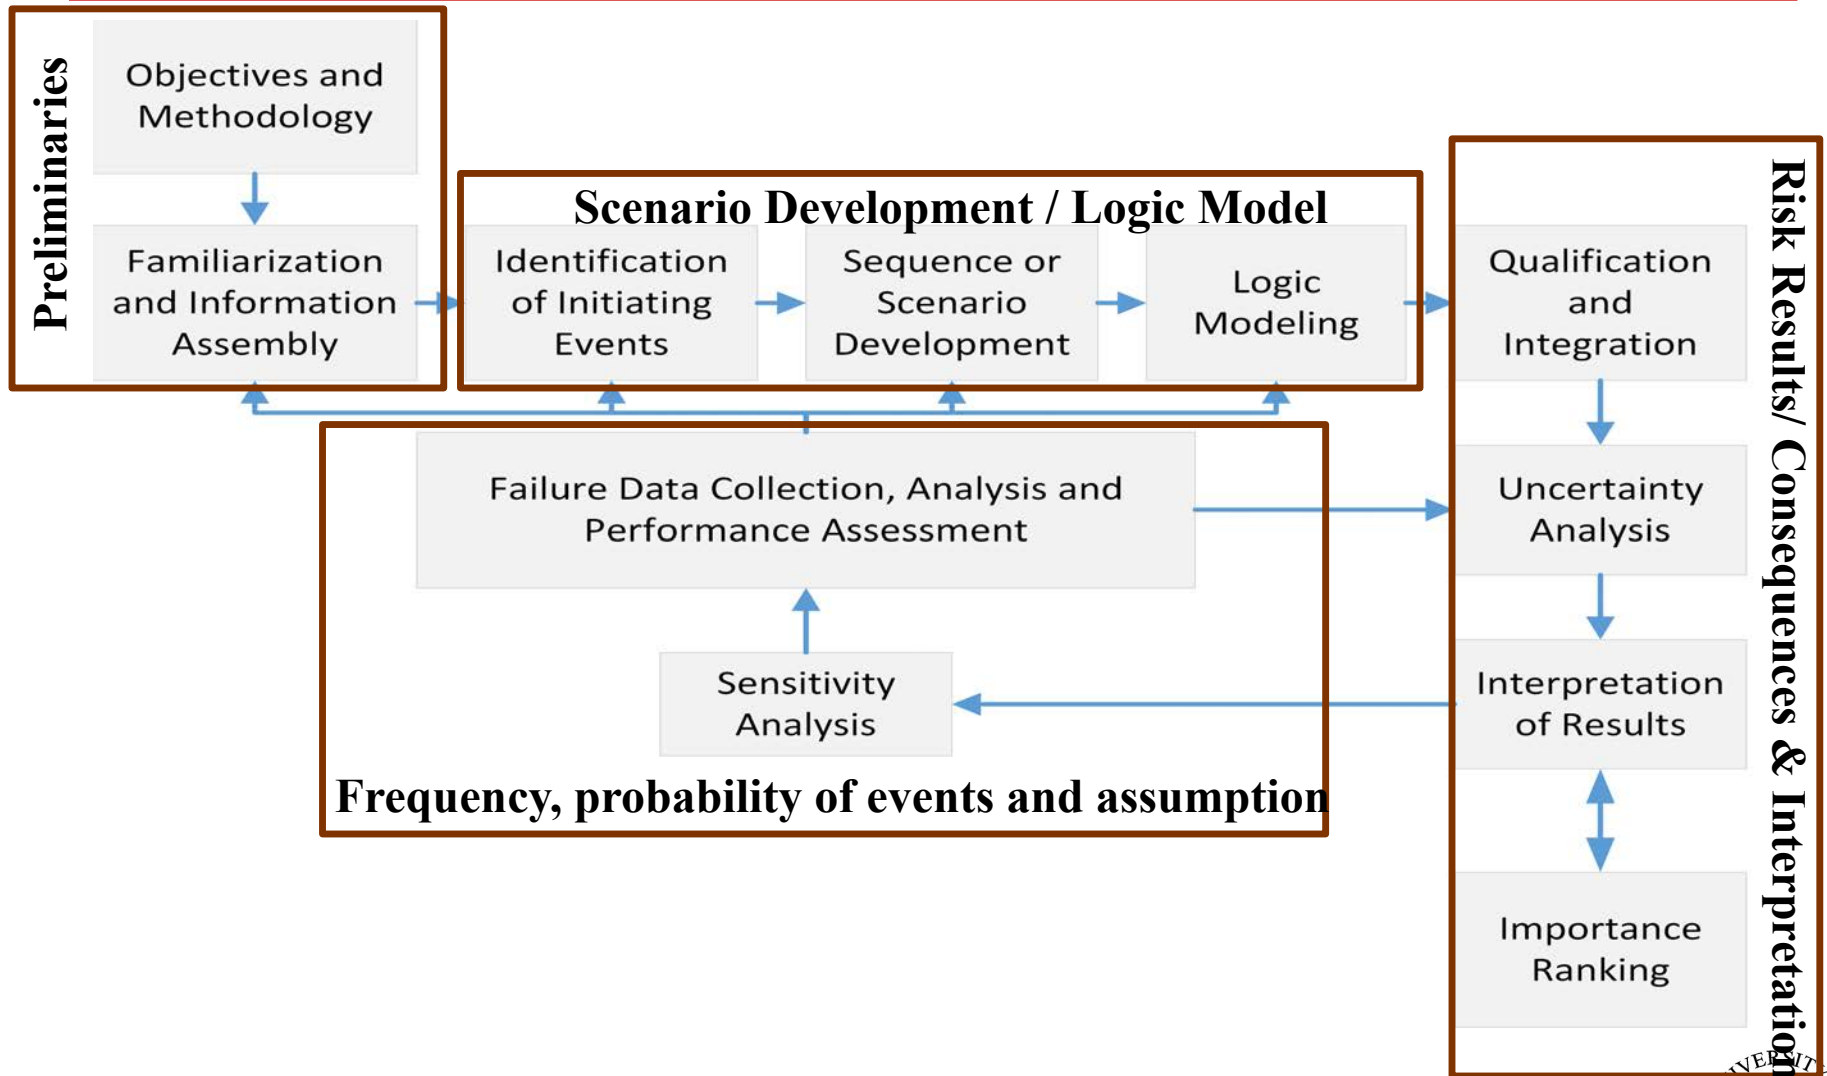 Preliminaries
Objectives and
Methodology
Familiarization
and Information
Assembly
Scenario Development / Logic Model
Identification
of Initiating
Events
Sequence or
Scenario
Development
Logic
Modeling
Risk Results/ Consequences & Interpretation
Qualification
and
Integration
Uncertainty
Analysis
Interpretation
of Results
Importance
Ranking
Failure Data Collection, Analysis and
Performance Assessment
Sensitivity
Analysis
Frequency, probability of events and assumption